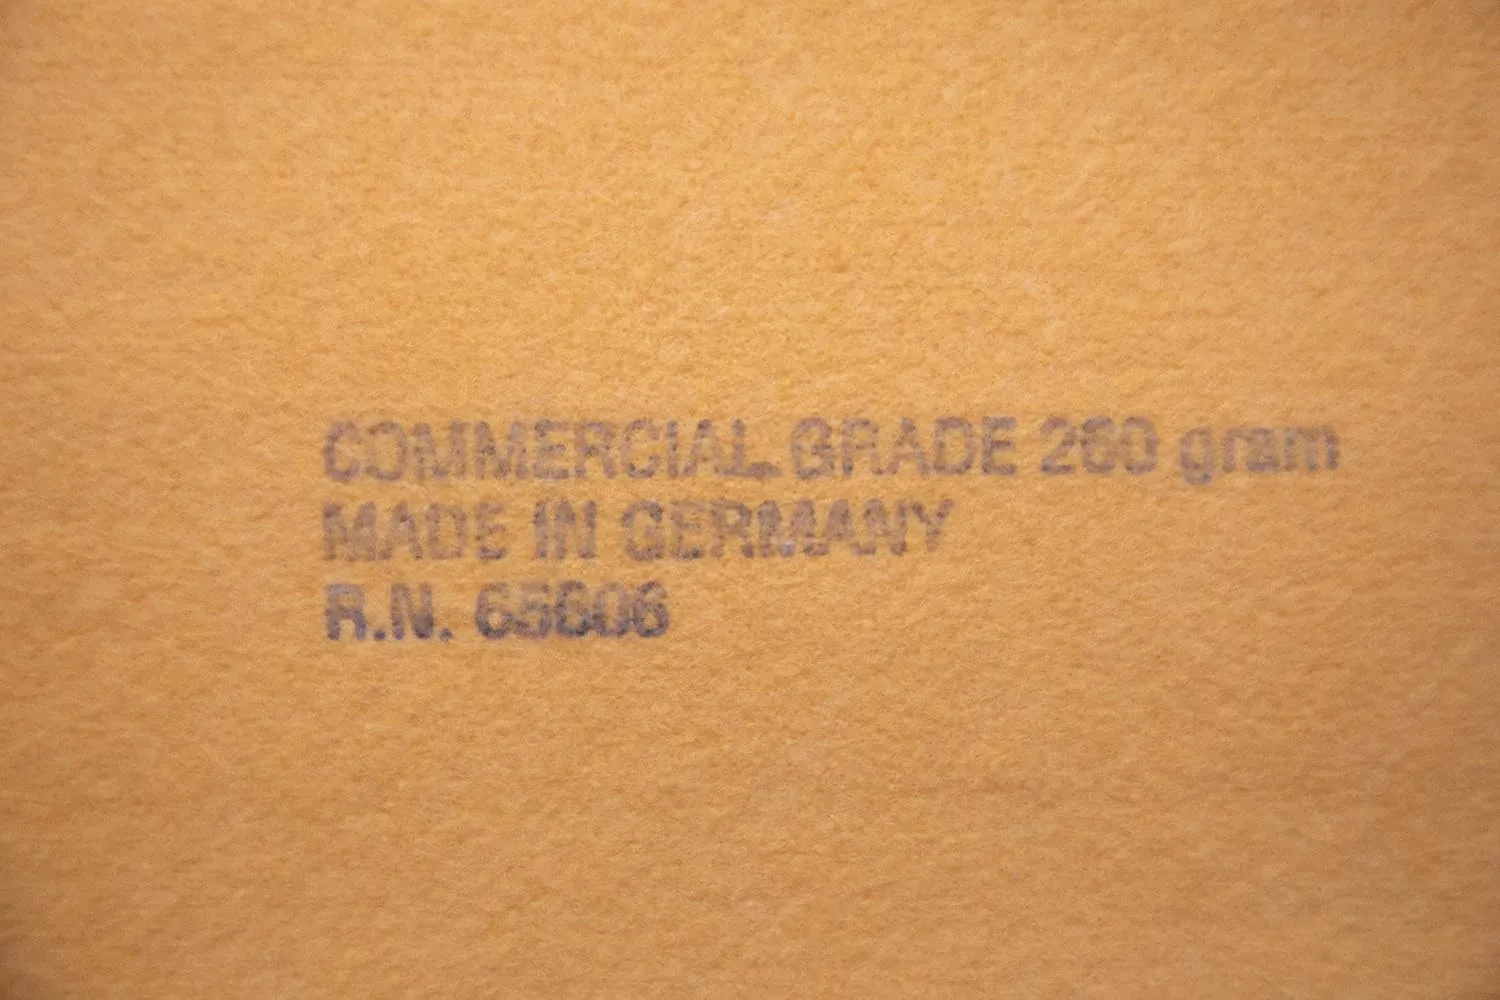 COMMERCIAL GRADE 260 gram
MADE IN GERMANY
R.N. 65606